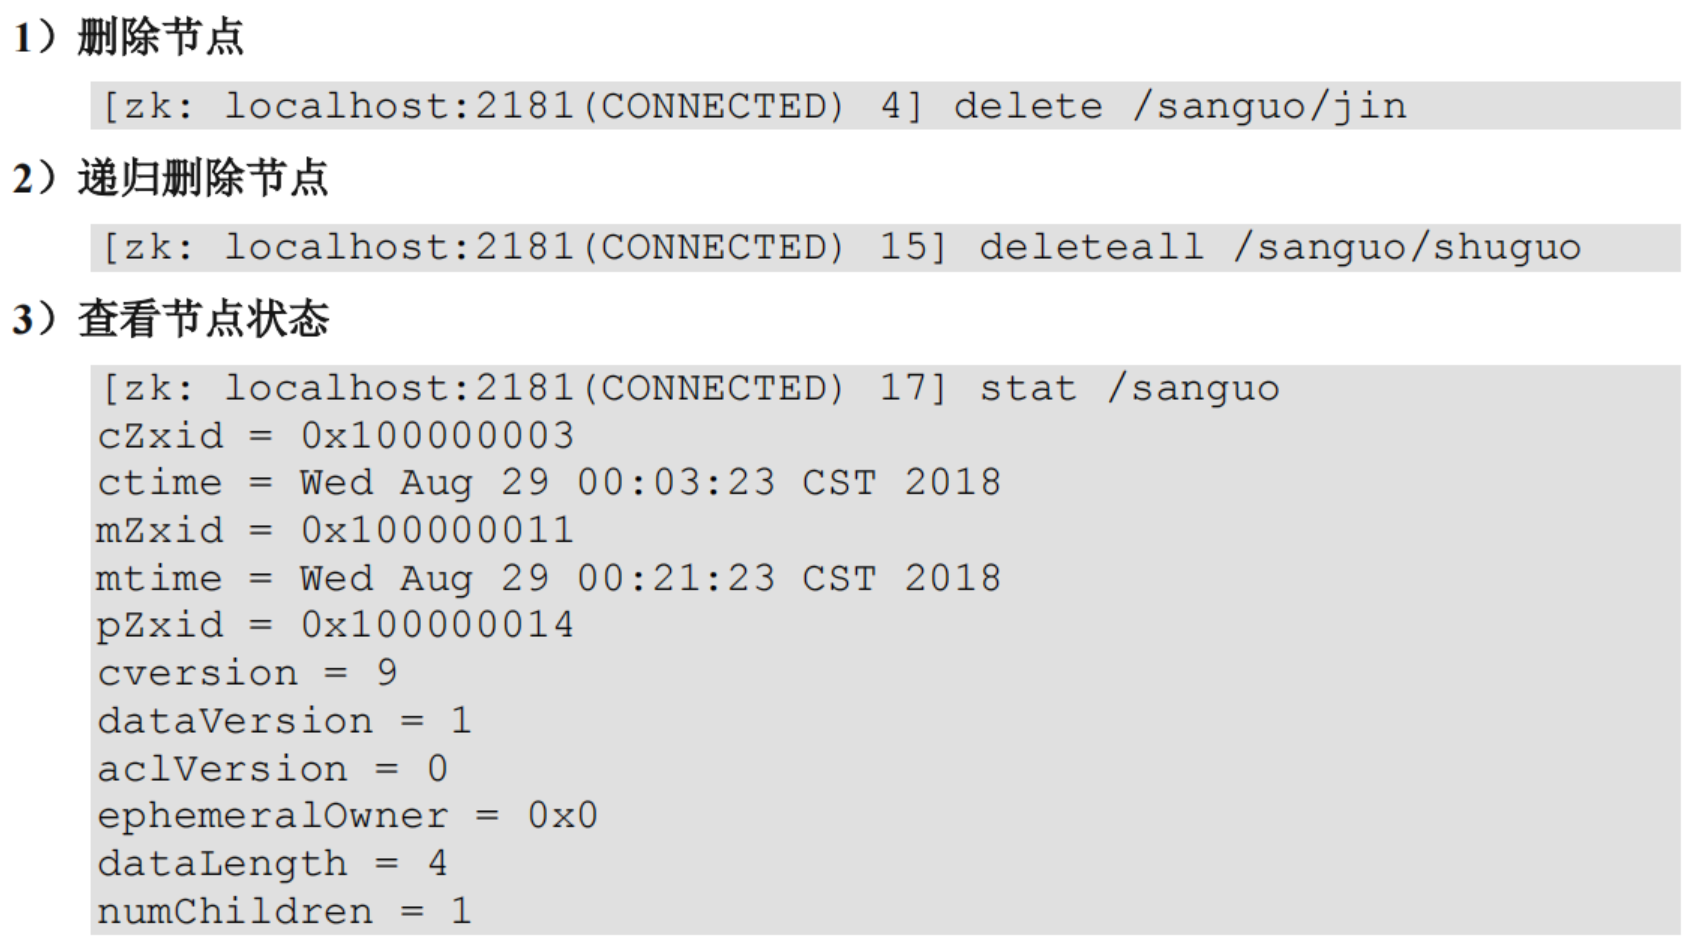 1）删除节点
[zk: localhost:2181(CONNECTED) 4] delete /sanguo/jin
2）递归删除节点
[zk: localhost:2181(CONNECTED) 15] deleteall /sanguo/shuguo
3）查看节点状态
[zk: localhost:2181(CONNECTED) 17] stat /sanguo
cZxid = 0x100000003
ctime = Wed Aug 29 00:03:23 CST 2018
mZxid = 0x100000011
mtime = Wed Aug 29 00:21:23 CST 2018
pZxid = 0x100000014
cversion = 9
dataVersion = 1
aclVersion = 0
ephemeralOwner = 0x0
dataLength = 4
numChildren = 1